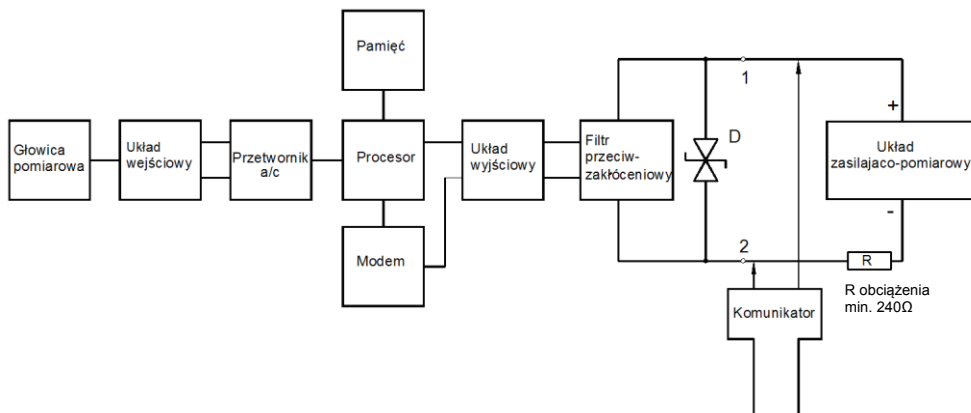 Pamięć
Głowica
pomiarowa
Układ
wejściowy
Przetwornik
a/c
Procesor
Układ
wyjściowy
Filtr
przeciw-
zakłóceniowy
D
1
+
Układ
zasilajaco-pomiarowy
-
Modem
2
R
R obciążenia
min. 240Ω
Komunikator